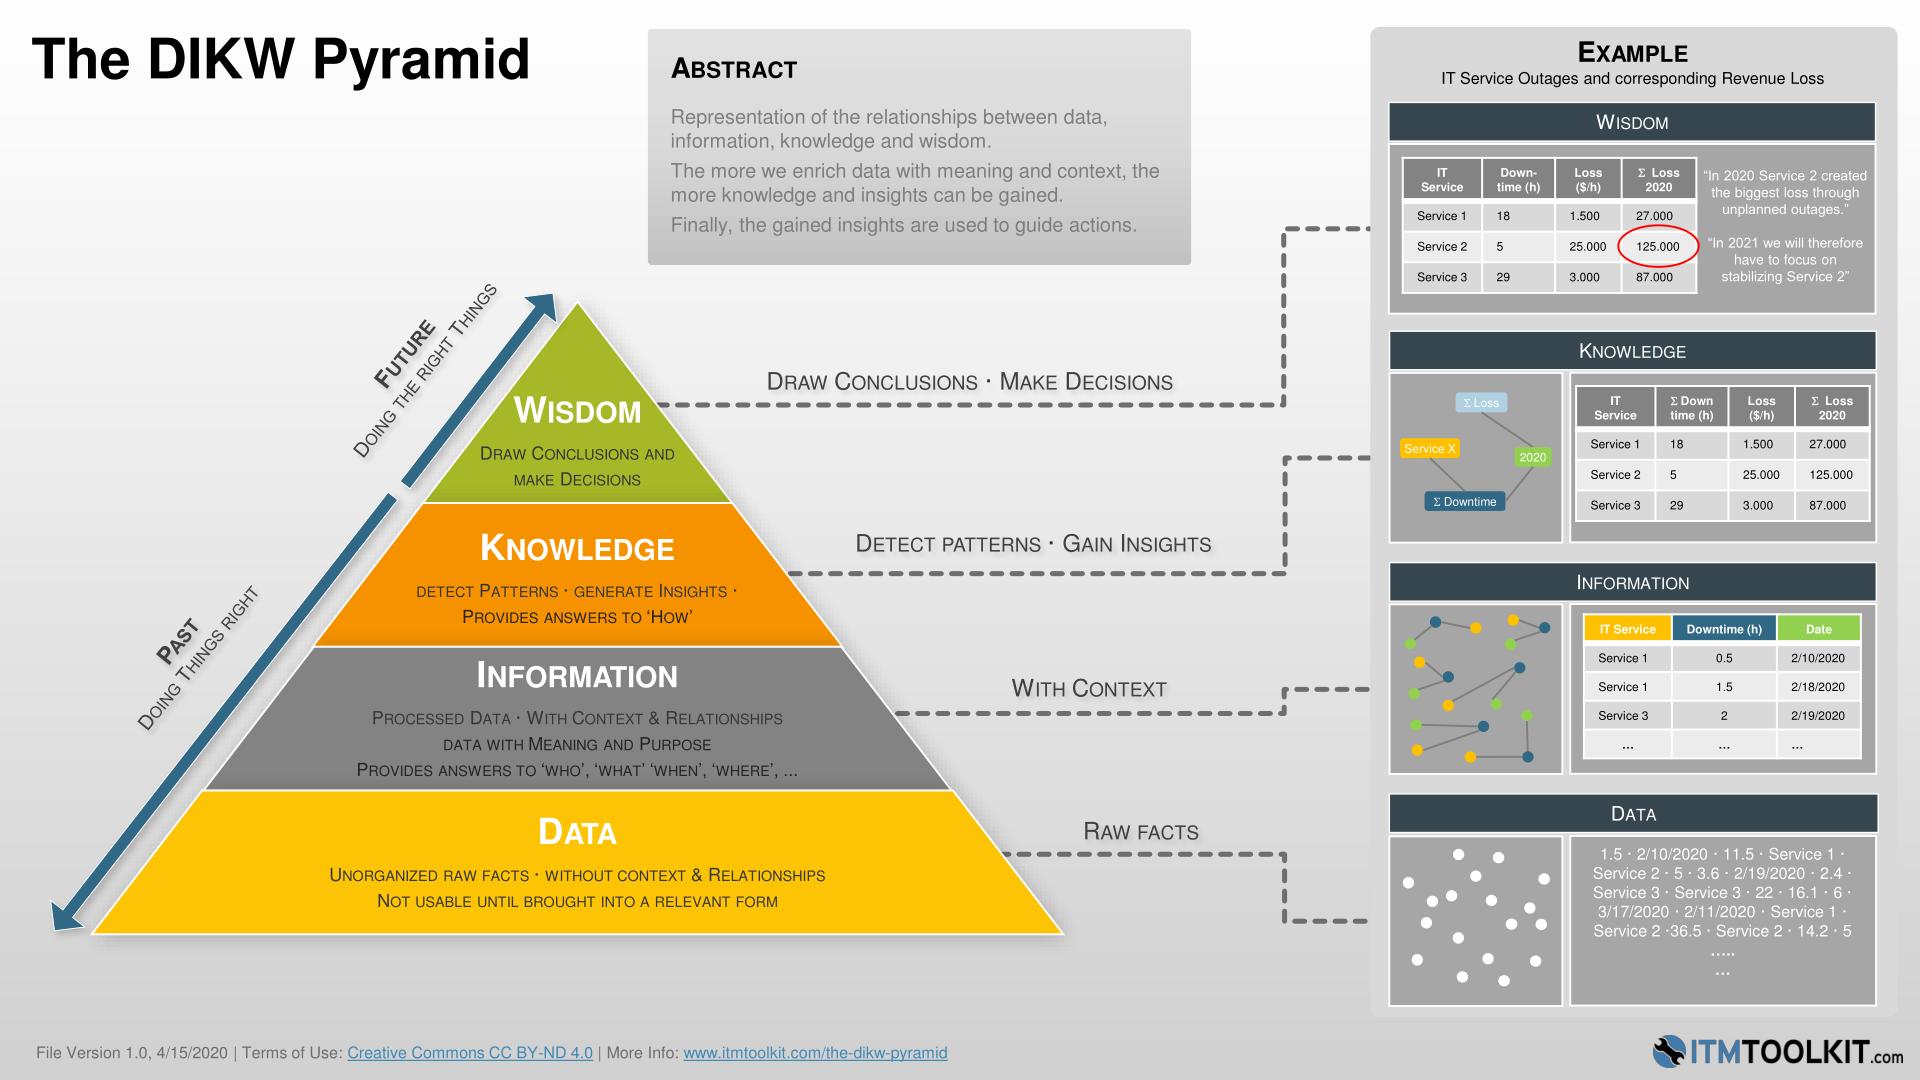 The DIKW Pyramid
ABSTRACT
Representation of the relationships between data,
information, knowledge and wisdom.
The more we enrich data with meaning and context, the
more knowledge and insights can be gained.
Finally, the gained insights are used to guide actions.
FUTURE
DOING THE RIGHT THINGS
PAST
DOING THINGS RIGHT
WISDOM
DRAW CONCLUSIONS AND
MAKE DECISIONS
KNOWLEDGE
DETECT PATTERNS · GENERATE INSIGHTS ·
PROVIDES ANSWERS TO ‘HOW’
INFORMATION
PROCESSED DATA · WITH CONTEXT & RELATIONSHIPS
DATA WITH MEANING AND PURPOSE
PROVIDES ANSWERS TO ‘WHO’, ‘WHAT’ ‘WHEN’, ‘WHERE’, ...
DATA
UNORGANIZED RAW FACTS · WITHOUT CONTEXT & RELATIONSHIPS
NOT USABLE UNTIL BROUGHT INTO A RELEVANT FORM
DRAW CONCLUSIONS · MAKE DECISIONS
DETECT PATTERNS · GAIN INSIGHTS
WITH CONTEXT
RAW FACTS
EXAMPLE
IT Service Outages and corresponding Revenue Loss
WISDOM
IT Service Down-time (h) Loss ($/h) Σ Loss 2020
Service 1 18 1.500 27.000
Service 2 5 25.000 125.000
Service 3 29 3.000 87.000
“In 2020 Service 2 created
the biggest loss through
unplanned outages.”
“In 2021 we will therefore
have to focus on
stabilizing Service 2”
KNOWLEDGE
Σ Loss
Service X
2020
Σ Downtime
IT Service Σ Down time (h) Loss ($/h) Σ Loss 2020
Service 1 18 1.500 27.000
Service 2 5 25.000 125.000
Service 3 29 3.000 87.000
INFORMATION
IT Service Downtime (h) Date
Service 1 0.5 2/10/2020
Service 1 1.5 2/18/2020
Service 3 2 2/19/2020
... ... ...
DATA
1.5 · 2/10/2020 · 11.5 · Service 1 ·
Service 2 · 5 · 3.6 · 2/19/2020 · 2.4 ·
Service 3 · Service 3 · 22 · 16.1 · 6 ·
3/17/2020 · 2/11/2020 · Service 1 ·
Service 2 ·36.5 · Service 2 · 14.2 · 5
.....
...
File Version 1.0, 4/15/2020 | Terms of Use: Creative Commons CC BY-ND 4.0 | More Info: www.itmtoolkit.com/the-dikw-pyramid
ITMTOOLKIT.com